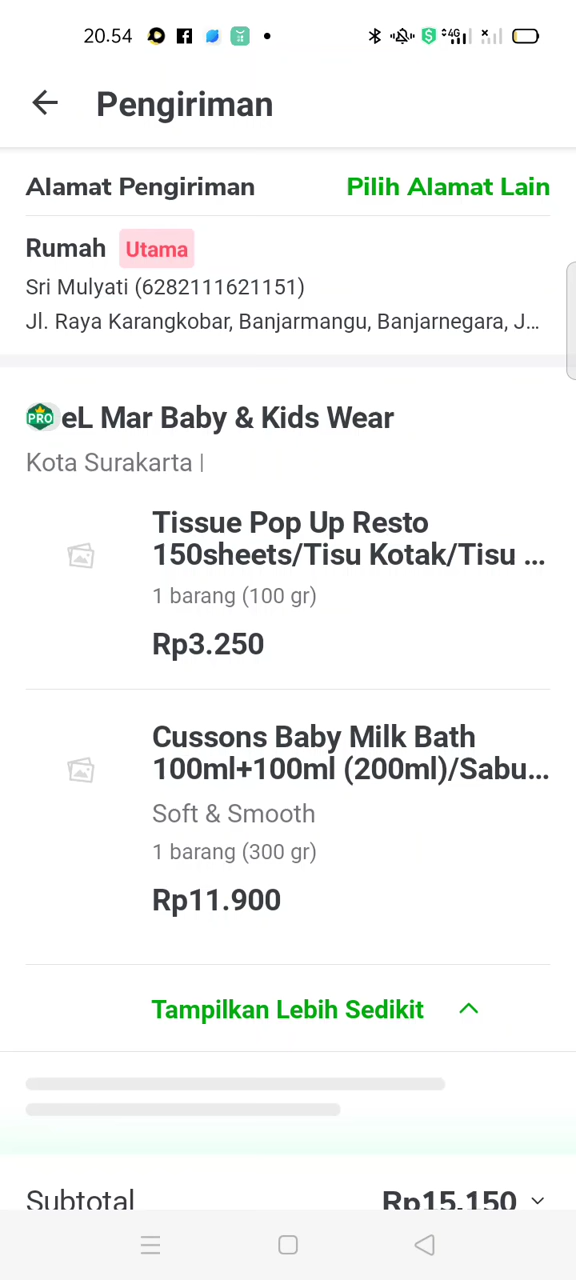 20.54
4G
Pengiriman
Alamat Pengiriman
Pilih Alamat Lain
Rumah Utama
Sri Mulyati (6282111621151)
Jl. Raya Karangkobar, Banjarmangu, Banjarnegara, J...
PRO eL Mar Baby & Kids Wear
Kota Surakarta |
Tissue Pop Up Resto
150sheets/Tisu Kotak/Tisu ...
1 barang (100 gr)
Rp3.250
Cussons Baby Milk Bath
100ml+100ml (200ml)/Sabu...
Soft & Smooth
1 barang (300 gr)
Rp11.900
Tampilkan Lebih Sedikit
Subtotal
Rp15.150